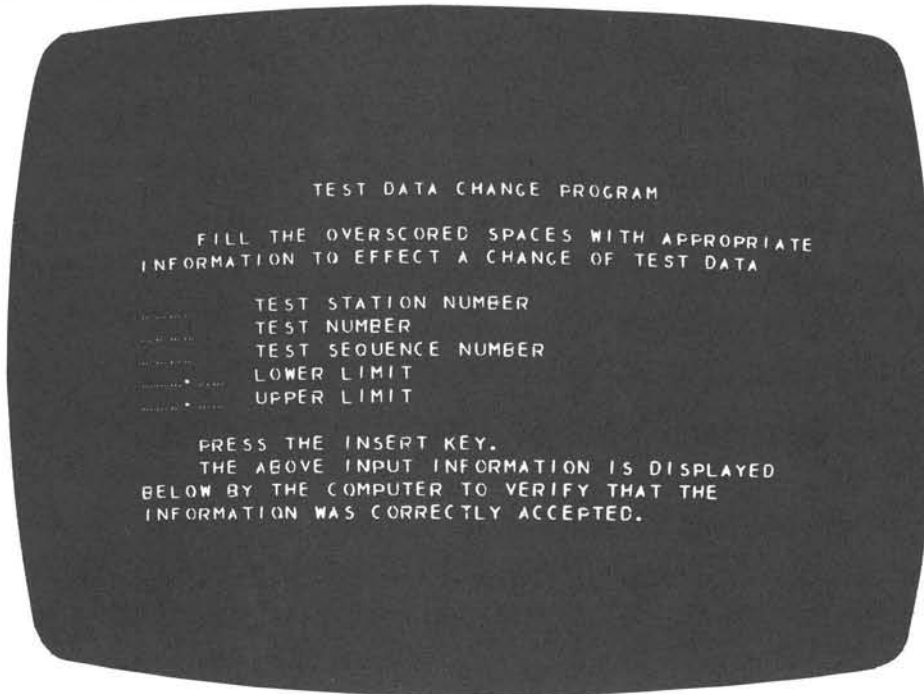 TEST DATA CHANGE PROGRAM
FILL THE OVERSCORED SPACES WITH APPROPRIATE
INFORMATION TO EFFECT A CHANGE OF TEST DATA
TEST STATION NUMBER
TEST NUMBER
TEST SEQUENCE NUMBER
. LOWER LIMIT
. UPPER LIMIT
PRESS THE INSERT KEY.
THE ABOVE INPUT INFORMATION IS DISPLAYED
BELOW BY THE COMPUTER TO VERIFY THAT THE
INFORMATION WAS CORRECTLY ACCEPTED.